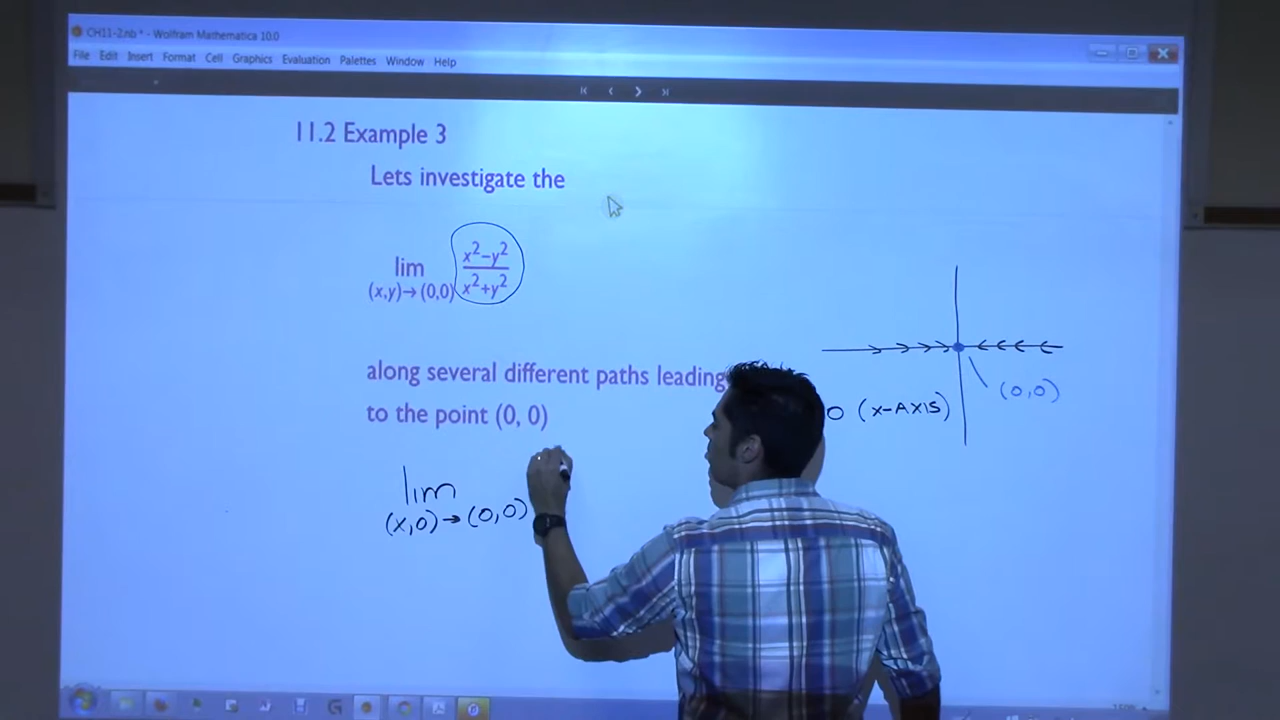 CH11-2.nb * - Wolfram Mathematica 10.0
File Edit Insert Format Cell Graphics Evaluation Palettes Window Help
11.2 Example 3
Lets investigate the
lim (x,y)→(0,0) x²−y² / x²+y²
along several different paths leading
to the point (0, 0)
(0,0)
0 (X-AXIS)
lim
(x,0)→(0,0)